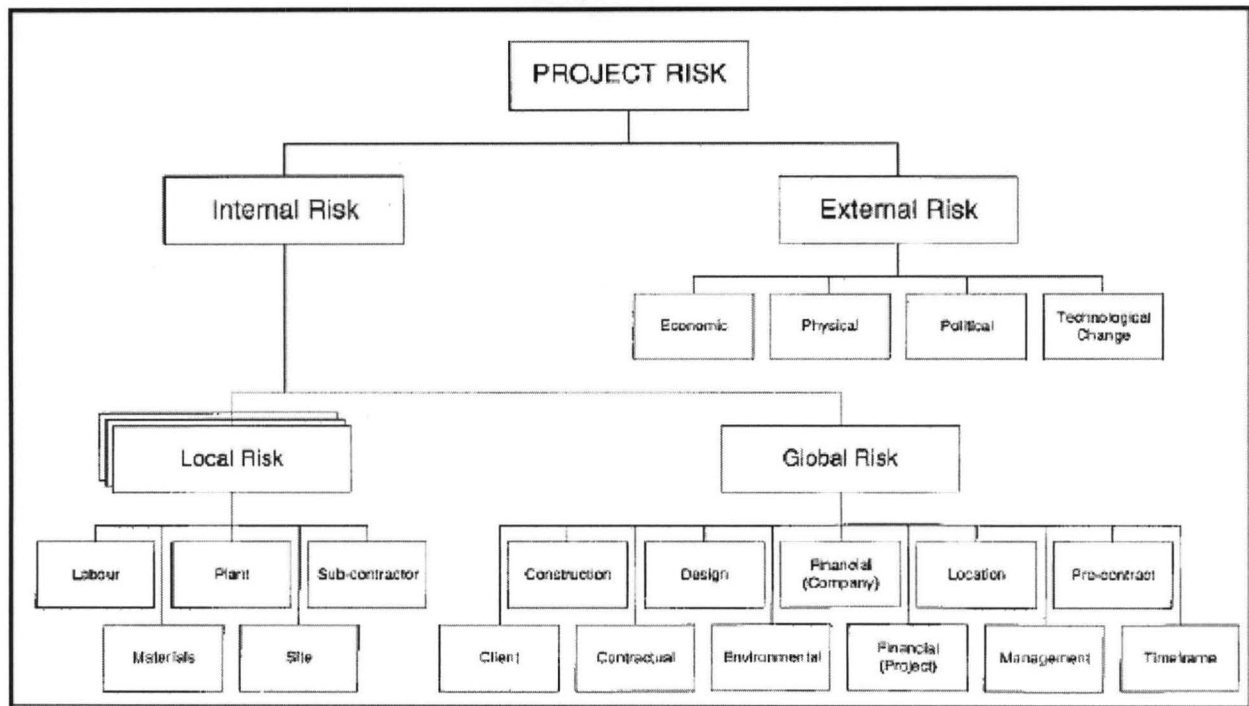 PROJECT RISK
Internal Risk
External Risk
Economic
Physical
Political
Technological
Change
Local Risk
Global Risk
Labour
Plant
Sub-contractor
Construction
Design
Financial
(Company)
Location
Pre-contract
Materials
Site
Client
Contractual
Environmental
Financial
(Project)
Management
Timeframe